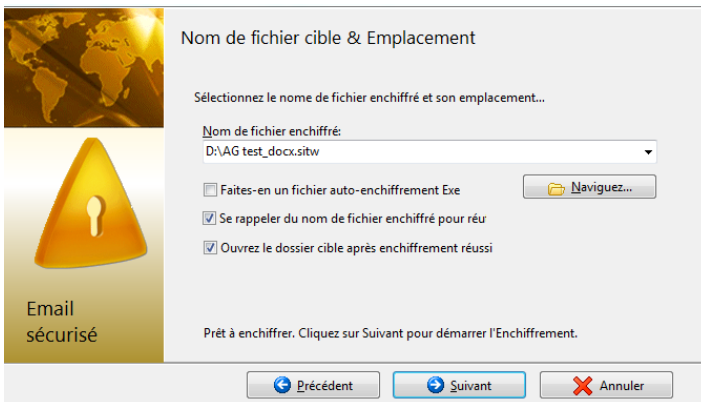 Nom de fichier cible & Emplacement
Sélectionnez le nome de fichier enchiffré et son emplacement...
Nom de fichier enchiffré:
D:\AG test_docx.sitw
Faites-en un fichier auto-enchiffrement Exe
Naviguez...
Se rappeler du nom de fichier enchiffré pour réu
Ouvrez le dossier cible après enchiffrement réussi
Email
sécurisé
Prêt à enchiffrer. Cliquez sur Suivant pour démarrer l'Enchiffrement.
Précédent
Suivant
Annuler